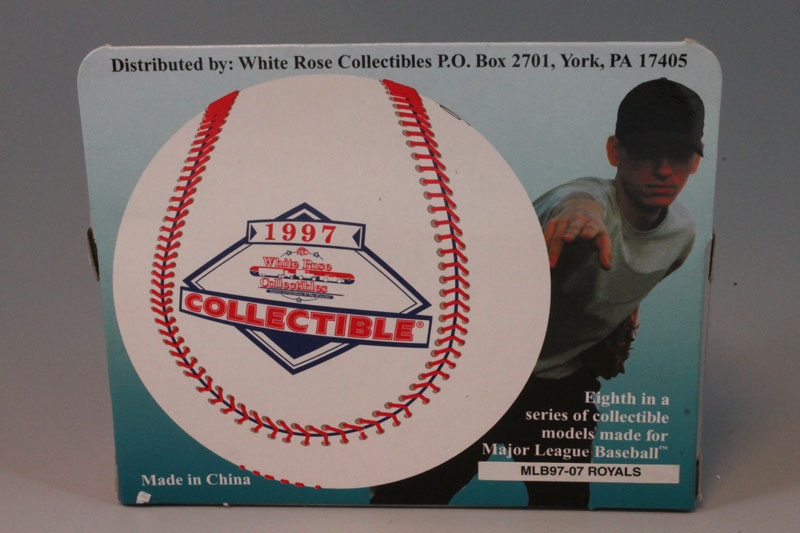 Distributed by: White Rose Collectibles P.O. Box 2701, York, PA 17405
1997
White Rose
Collectibles
COLLECTIBLE®
Eighth in a
series of collectible
models made for
Major League Baseball™
MLB97-07 ROYALS
Made in China